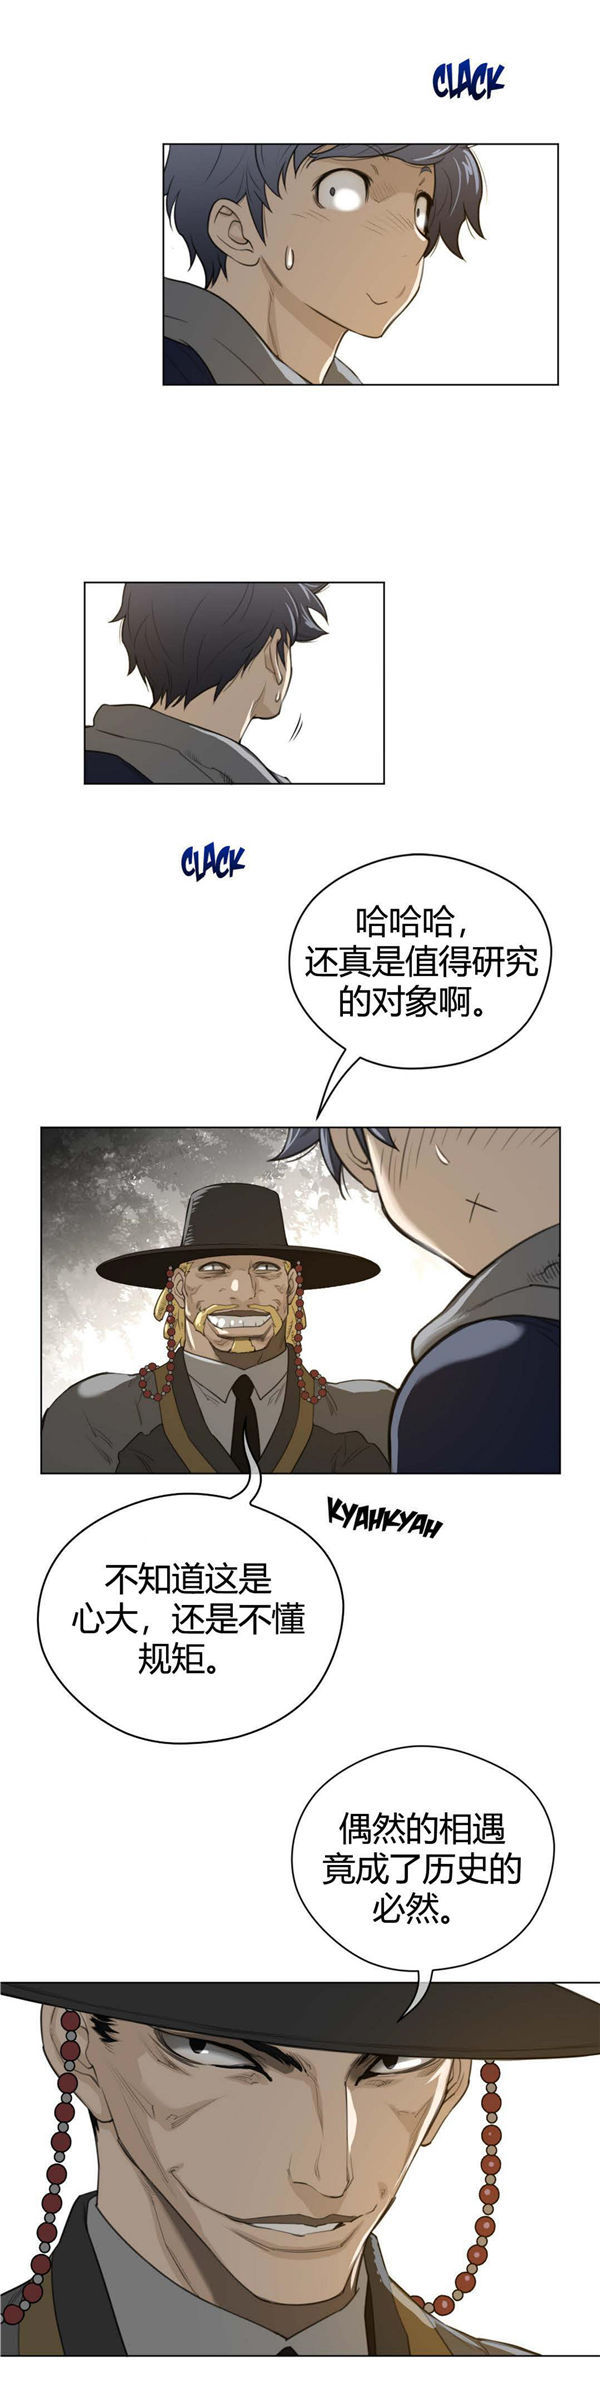 CLACK
CLACK
哈哈哈，
还真是值得研究
的对象啊。
KYAHKYAH
不知道这是
心大，还是不懂
规矩。
偶然的相遇
竟成了历史的
必然。